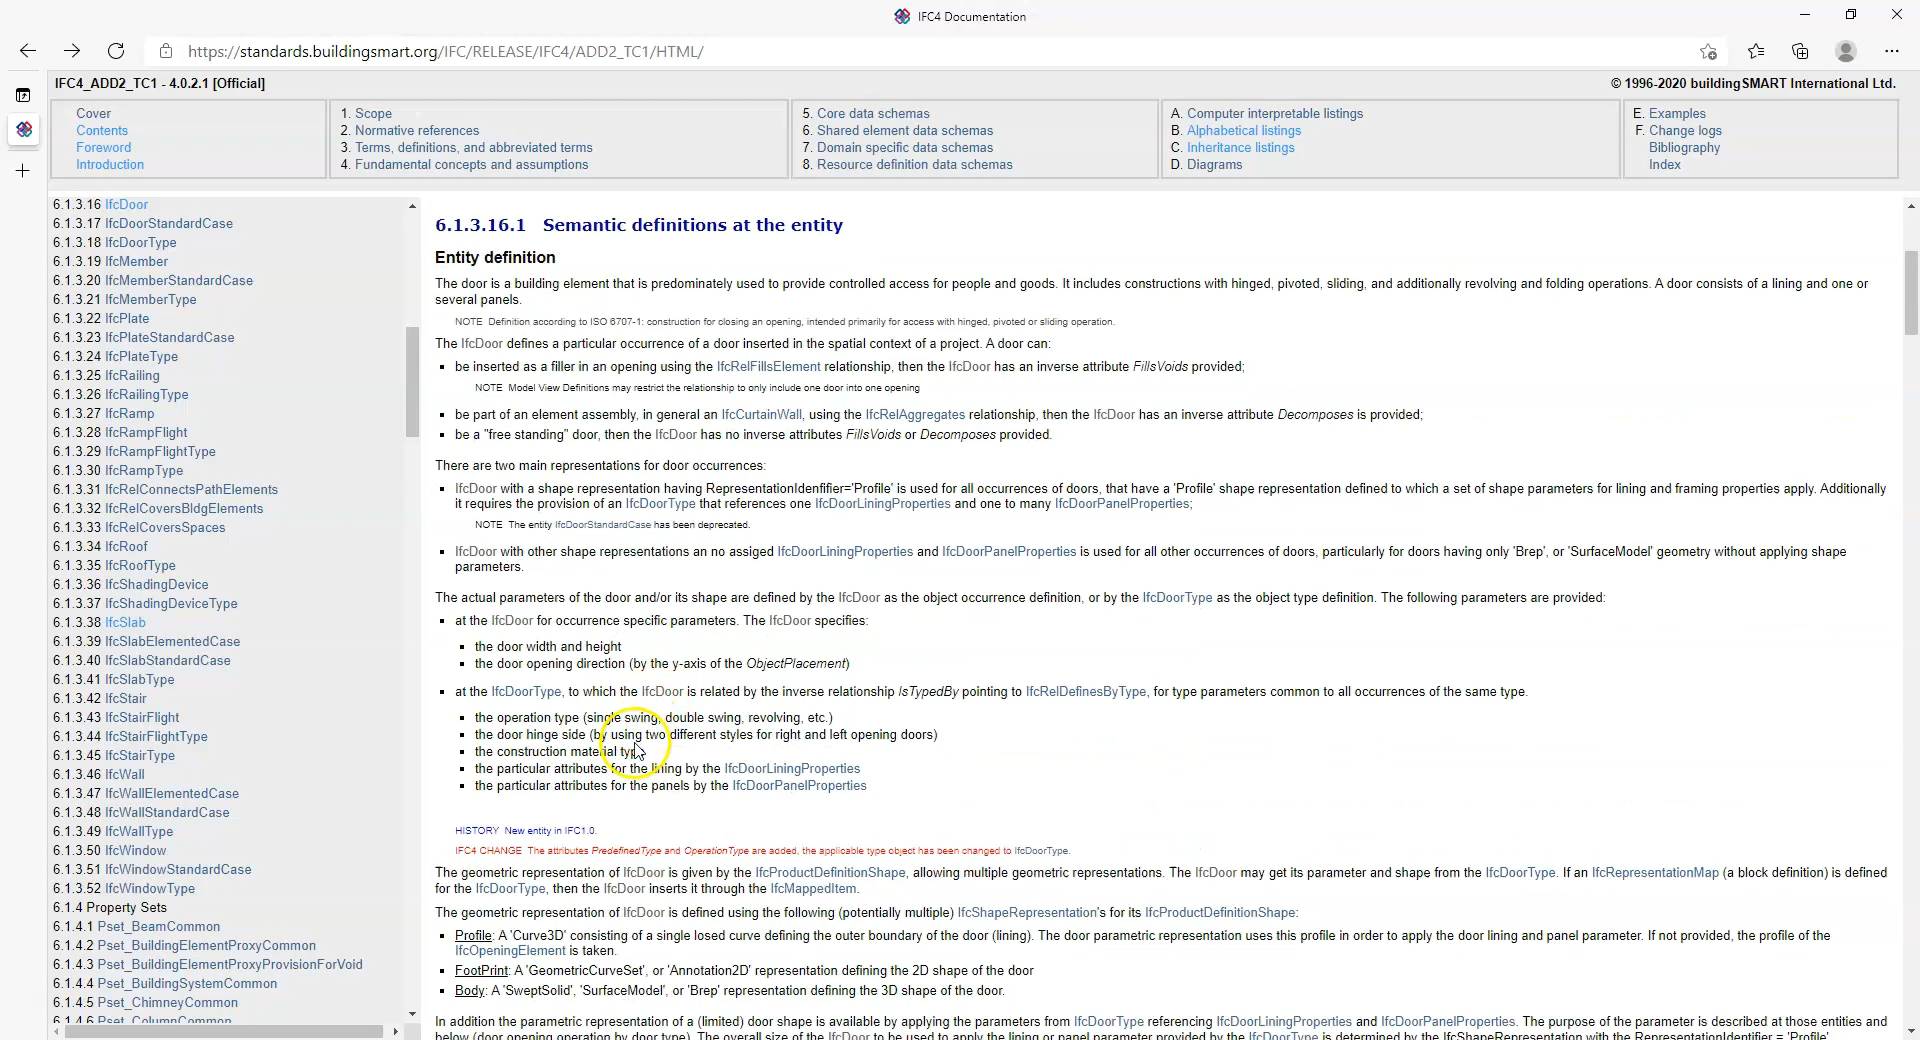 IFC4 Documentation
https://standards.buildingsmart.org/IFC/RELEASE/IFC4/ADD2_TC1/HTML/
IFC4_ADD2_TC1 - 4.0.2.1 [Official]
© 1996-2020 buildingSMART International Ltd.
Cover
Contents
Foreword
Introduction
1. Scope
2. Normative references
3. Terms, definitions, and abbreviated terms
4. Fundamental concepts and assumptions
5. Core data schemas
6. Shared element data schemas
7. Domain specific data schemas
8. Resource definition data schemas
A. Computer interpretable listings
B. Alphabetical listings
C. Inheritance listings
D. Diagrams
E. Examples
F. Change logs
Bibliography
Index
6.1.3.16 IfcDoor
6.1.3.17 IfcDoorStandardCase
6.1.3.18 IfcDoorType
6.1.3.19 IfcMember
6.1.3.20 IfcMemberStandardCase
6.1.3.21 IfcMemberType
6.1.3.22 IfcPlate
6.1.3.23 IfcPlateStandardCase
6.1.3.24 IfcPlateType
6.1.3.25 IfcRailing
6.1.3.26 IfcRailingType
6.1.3.27 IfcRamp
6.1.3.28 IfcRampFlight
6.1.3.29 IfcRampFlightType
6.1.3.30 IfcRampType
6.1.3.31 IfcRelConnectsPathElements
6.1.3.32 IfcRelCoversBldgElements
6.1.3.33 IfcRelCoversSpaces
6.1.3.34 IfcRoof
6.1.3.35 IfcRoofType
6.1.3.36 IfcShadingDevice
6.1.3.37 IfcShadingDeviceType
6.1.3.38 IfcSlab
6.1.3.39 IfcSlabElementedCase
6.1.3.40 IfcSlabStandardCase
6.1.3.41 IfcSlabType
6.1.3.42 IfcStair
6.1.3.43 IfcStairFlight
6.1.3.44 IfcStairFlightType
6.1.3.45 IfcStairType
6.1.3.46 IfcWall
6.1.3.47 IfcWallElementedCase
6.1.3.48 IfcWallStandardCase
6.1.3.49 IfcWallType
6.1.3.50 IfcWindow
6.1.3.51 IfcWindowStandardCase
6.1.3.52 IfcWindowType
6.1.4 Property Sets
6.1.4.1 Pset_BeamCommon
6.1.4.2 Pset_BuildingElementProxyCommon
6.1.4.3 Pset_BuildingElementProxyProvisionForVoid
6.1.4.4 Pset_BuildingSystemCommon
6.1.4.5 Pset_ChimneyCommon
6.1.4.6 Pset_ColumnCommon
6.1.3.16.1 Semantic definitions at the entity
Entity definition
The door is a building element that is predominately used to provide controlled access for people and goods. It includes constructions with hinged, pivoted, sliding, and additionally revolving and folding operations. A door consists of a lining and one or
several panels.
NOTE Definition according to ISO 6707-1: construction for closing an opening, intended primarily for access with hinged, pivoted or sliding operation.
The IfcDoor defines a particular occurrence of a door inserted in the spatial context of a project. A door can:
▪ be inserted as a filler in an opening using the IfcRelFillsElement relationship, then the IfcDoor has an inverse attribute FillsVoids provided;
NOTE Model View Definitions may restrict the relationship to only include one door into one opening
▪ be part of an element assembly, in general an IfcCurtainWall, using the IfcRelAggregates relationship, then the IfcDoor has an inverse attribute Decomposes is provided;
▪ be a "free standing" door, then the IfcDoor has no inverse attributes FillsVoids or Decomposes provided.
There are two main representations for door occurrences:
▪ IfcDoor with a shape representation having RepresentationIdenfifier='Profile' is used for all occurrences of doors, that have a 'Profile' shape representation defined to which a set of shape parameters for lining and framing properties apply. Additionally
it requires the provision of an IfcDoorType that references one IfcDoorLiningProperties and one to many IfcDoorPanelProperties;
NOTE The entity IfcDoorStandardCase has been deprecated.
▪ IfcDoor with other shape representations an no assiged IfcDoorLiningProperties and IfcDoorPanelProperties is used for all other occurrences of doors, particularly for doors having only 'Brep', or 'SurfaceModel' geometry without applying shape
parameters.
The actual parameters of the door and/or its shape are defined by the IfcDoor as the object occurrence definition, or by the IfcDoorType as the object type definition. The following parameters are provided:
▪ at the IfcDoor for occurrence specific parameters. The IfcDoor specifies:
▪ the door width and height
▪ the door opening direction (by the y-axis of the ObjectPlacement)
▪ at the IfcDoorType, to which the IfcDoor is related by the inverse relationship IsTypedBy pointing to IfcRelDefinesByType, for type parameters common to all occurrences of the same type.
▪ the operation type (single swing, double swing, revolving, etc.)
▪ the door hinge side (by using two different styles for right and left opening doors)
▪ the construction material type
▪ the particular attributes for the lining by the IfcDoorLiningProperties
▪ the particular attributes for the panels by the IfcDoorPanelProperties
HISTORY New entity in IFC1.0.
IFC4 CHANGE The attributes PredefinedType and OperationType are added, the applicable type object has been changed to IfcDoorType.
The geometric representation of IfcDoor is given by the IfcProductDefinitionShape, allowing multiple geometric representations. The IfcDoor may get its parameter and shape from the IfcDoorType. If an IfcRepresentationMap (a block definition) is defined
for the IfcDoorType, then the IfcDoor inserts it through the IfcMappedItem.
The geometric representation of IfcDoor is defined using the following (potentially multiple) IfcShapeRepresentation's for its IfcProductDefinitionShape:
▪ Profile: A 'Curve3D' consisting of a single losed curve defining the outer boundary of the door (lining). The door parametric representation uses this profile in order to apply the door lining and panel parameter. If not provided, the profile of the
IfcOpeningElement is taken.
▪ FootPrint: A 'GeometricCurveSet', or 'Annotation2D' representation defining the 2D shape of the door
▪ Body: A 'SweptSolid', 'SurfaceModel', or 'Brep' representation defining the 3D shape of the door.
In addition the parametric representation of a (limited) door shape is available by applying the parameters from IfcDoorType referencing IfcDoorLiningProperties and IfcDoorPanelProperties. The purpose of the parameter is described at those entities and
below (door opening operation by door type). The overall size of the IfcDoor to be used to apply the lining or panel parameter provided by the IfcDoorType is determined by the IfcShapeRepresentation with the RepresentationIdentifier = 'Profile'